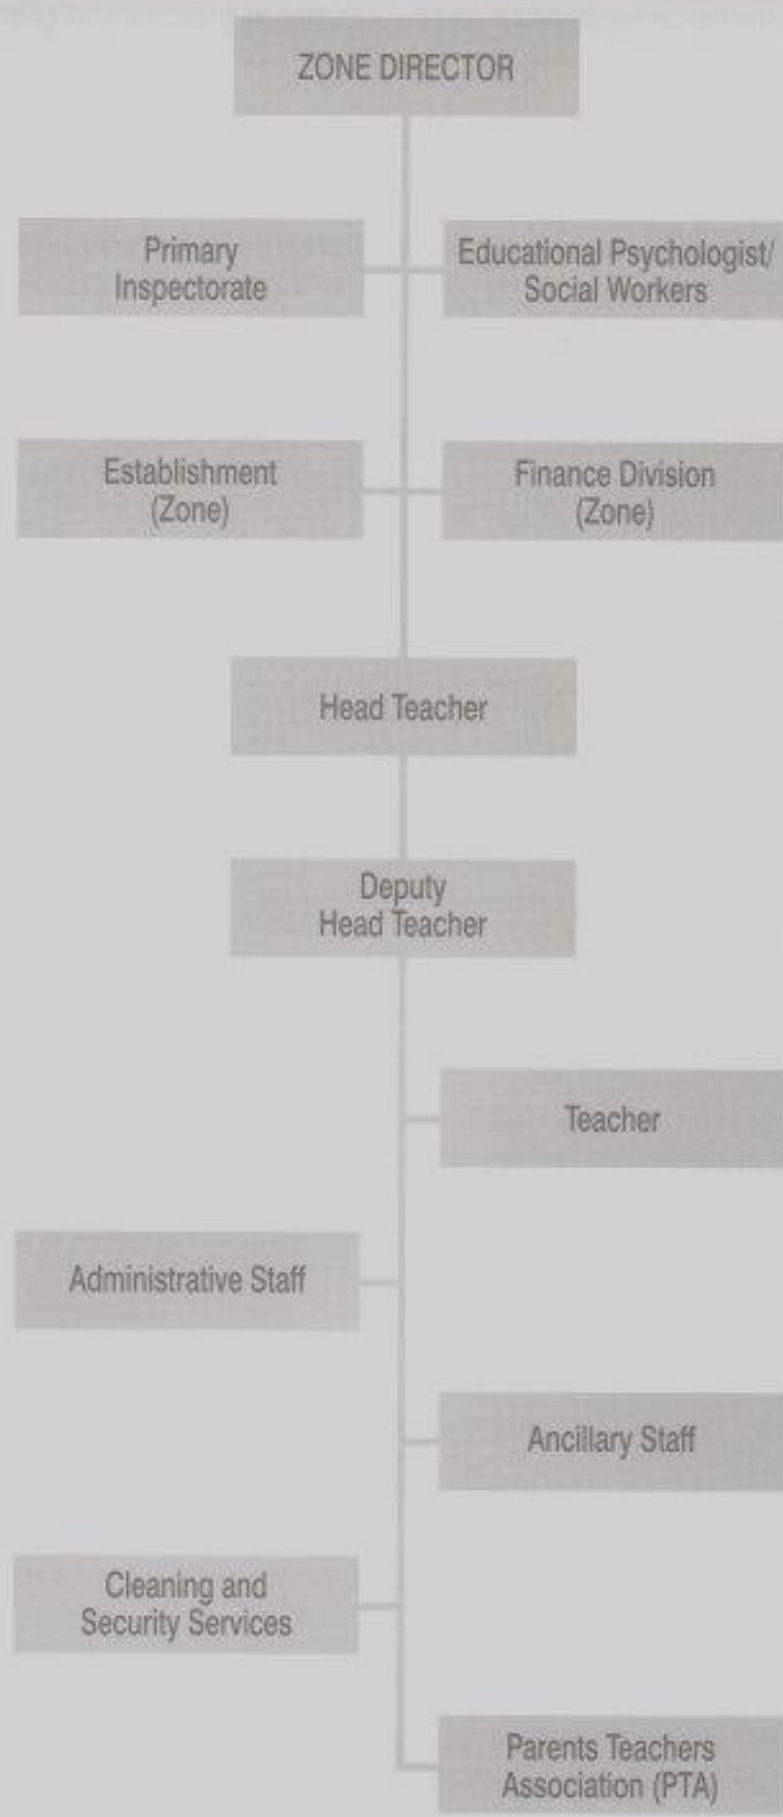 ZONE DIRECTOR
Primary
Inspectorate
Educational Psychologist/
Social Workers
Establishment
(Zone)
Finance Division
(Zone)
Head Teacher
Deputy
Head Teacher
Teacher
Administrative Staff
Ancillary Staff
Cleaning and
Security Services
Parents Teachers
Association (PTA)